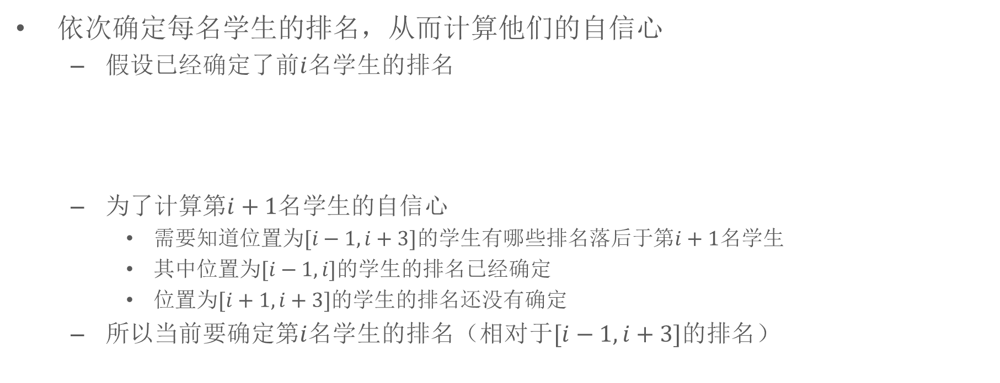 • 依次确定每名学生的排名，从而计算他们的自信心
– 假设已经确定了前i名学生的排名
– 为了计算第i + 1名学生的自信心
• 需要知道位置为[i − 1, i + 3]的学生有哪些排名落后于第i + 1名学生
• 其中位置为[i − 1, i]的学生的排名已经确定
• 位置为[i + 1, i + 3]的学生的排名还没有确定
– 所以当前要确定第i名学生的排名（相对于[i − 1, i + 3]的排名）